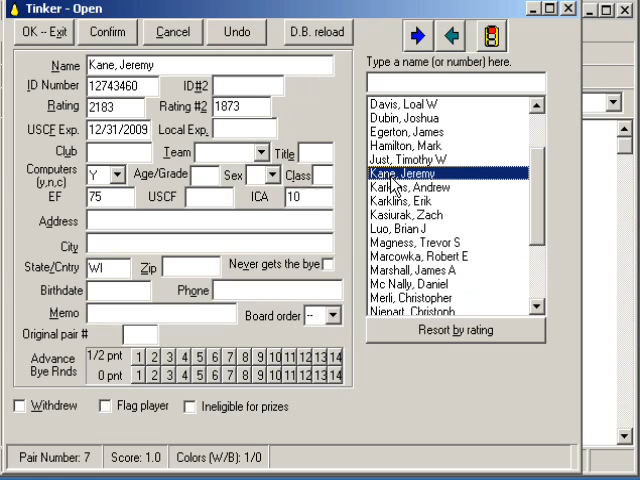 Tinker - Open
OK -- Exit Confirm Cancel Undo D.B. reload
Name Kane, Jeremy
ID Number 12743460 ID#2
Rating 2183 Rating #2 1873
USCF Exp. 12/31/2009 Local Exp.
Club Team Title
Computers (y,n,c) Y Age/Grade Sex Class
EF 75 USCF ICA 10
Address
City
State/Cntry WI Zip Never gets the bye
Birthdate Phone
Memo Board order --
Original pair #
Advance Bye Rnds
1/2 pnt 1 2 3 4 5 6 7 8 9 10 11 12 13 14
0 pnt 1 2 3 4 5 6 7 8 9 10 11 12 13 14
Withdrew Flag player Ineligible for prizes
Pair Number: 7 Score: 1.0 Colors (W/B): 1/0
Type a name (or number) here.
Davis, Loal W
Dubin, Joshua
Egerton, James
Hamilton, Mark
Just, Timothy W
Kane, Jeremy
Karklins, Andrew
Karklins, Erik
Kasiurak, Zach
Luo, Brian J
Magness, Trevor S
Marcowka, Robert E
Marshall, James A
Mc Nally, Daniel
Merli, Christopher
Nienart, Christoph
Resort by rating